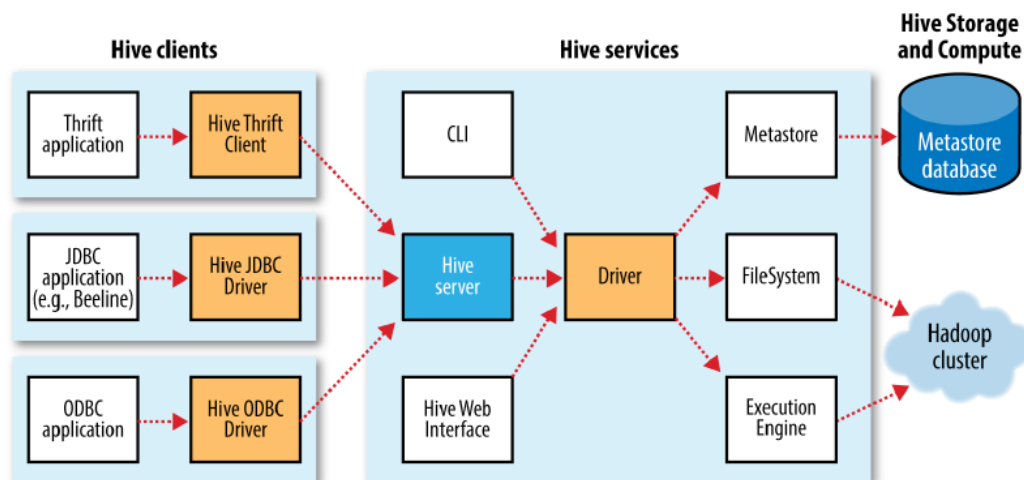 Hive clients
Hive services
Hive Storage
and Compute
Thrift
application
Hive Thrift
Client
CLI
Metastore
Metastore
database
JDBC
application
(e.g., Beeline)
Hive JDBC
Driver
Hive
server
Driver
FileSystem
Hadoop
cluster
ODBC
application
Hive ODBC
Driver
Hive Web
Interface
Execution
Engine